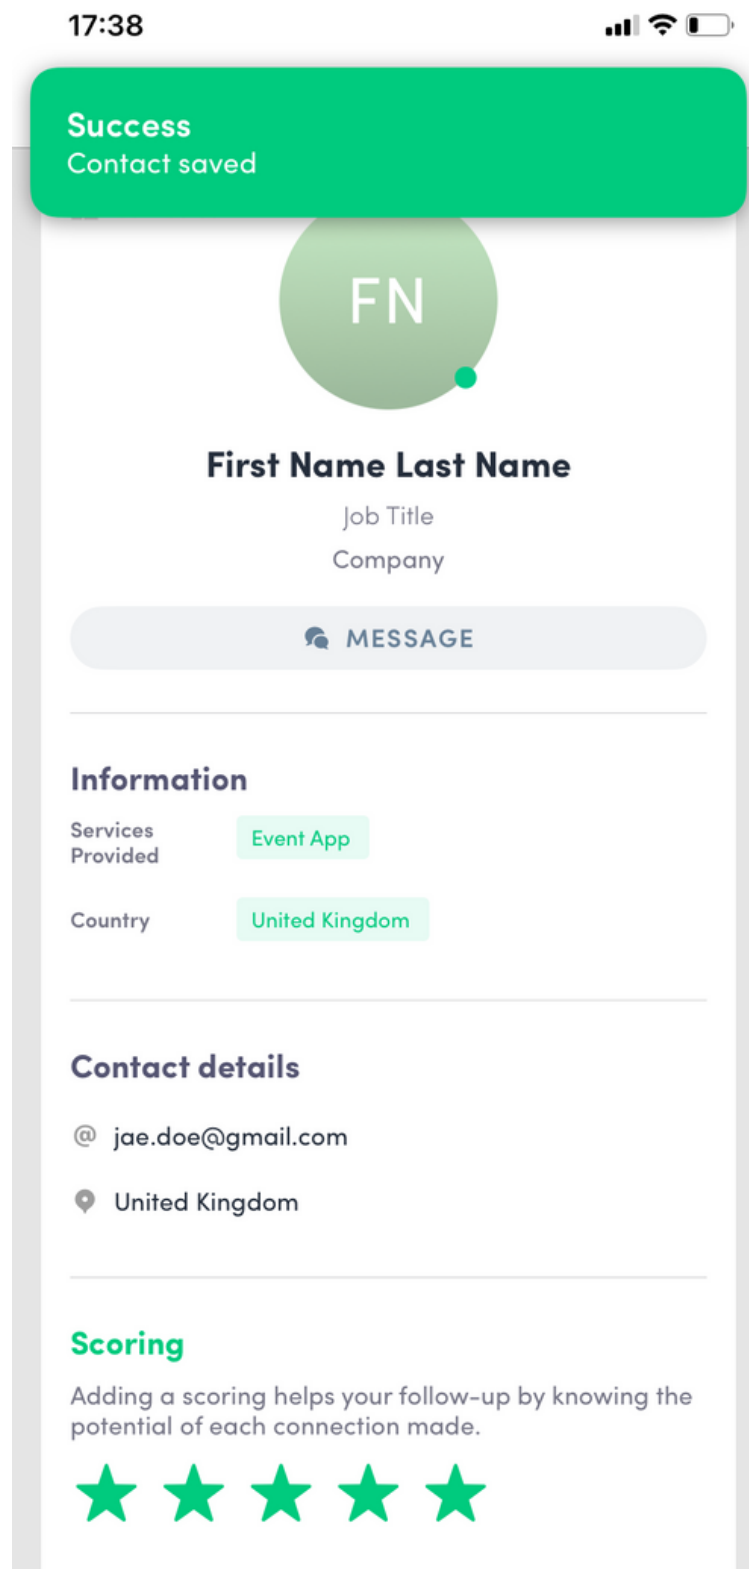 17:38
Success
Contact saved
FN
First Name Last Name
Job Title
Company
MESSAGE
Information
Services
Provided
Event App
Country
United Kingdom
Contact details
@ jae.doe@gmail.com
United Kingdom
Scoring
Adding a scoring helps your follow-up by knowing the
potential of each connection made.